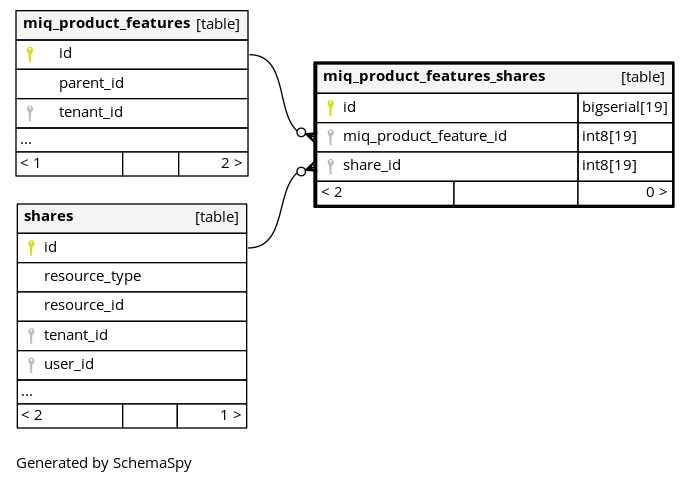 miq_product_features [table]
id
parent_id
tenant_id
...
< 1 2 >
miq_product_features_shares [table]
id bigserial[19]
miq_product_feature_id int8[19]
share_id int8[19]
< 2 0 >
shares [table]
id
resource_type
resource_id
tenant_id
user_id
...
< 2 1 >
Generated by SchemaSpy